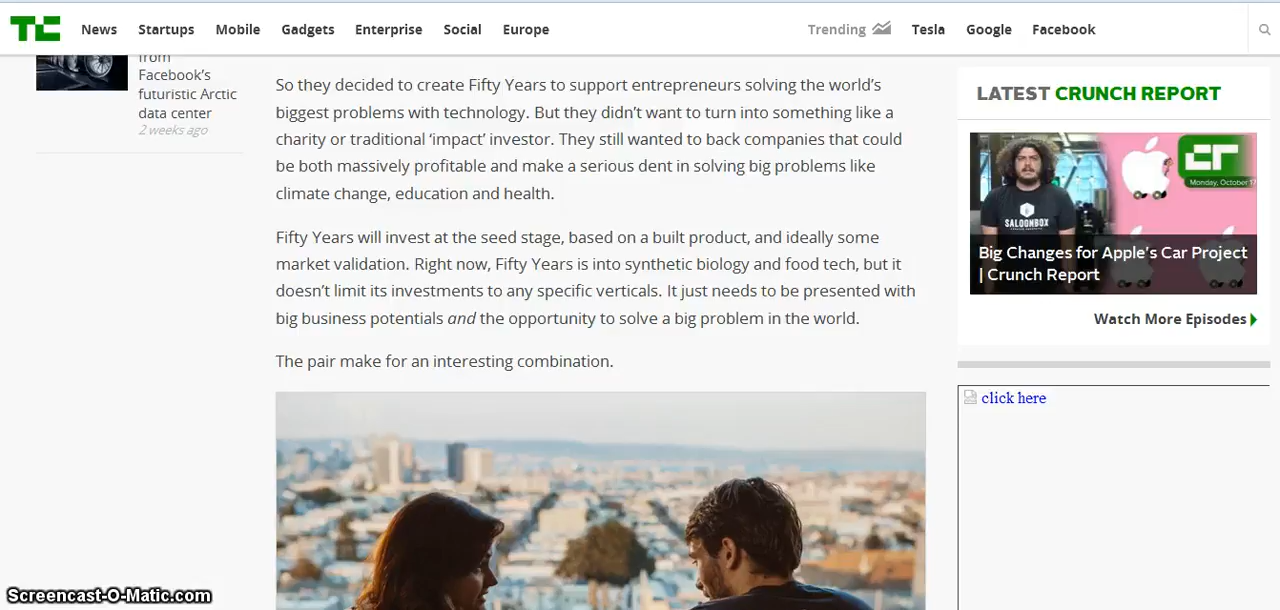 TC News Startups Mobile Gadgets Enterprise Social Europe Trending Tesla Google Facebook
from
Facebook's
futuristic Arctic
data center
2 weeks ago
So they decided to create Fifty Years to support entrepreneurs solving the world's
biggest problems with technology. But they didn't want to turn into something like a
charity or traditional 'impact' investor. They still wanted to back companies that could
be both massively profitable and make a serious dent in solving big problems like
climate change, education and health.
Fifty Years will invest at the seed stage, based on a built product, and ideally some
market validation. Right now, Fifty Years is into synthetic biology and food tech, but it
doesn't limit its investments to any specific verticals. It just needs to be presented with
big business potentials and the opportunity to solve a big problem in the world.
The pair make for an interesting combination.
LATEST CRUNCH REPORT
CR
Monday, October 17
SALOONBOX
Big Changes for Apple's Car Project
| Crunch Report
Watch More Episodes
click here
Screencast-O-Matic.com